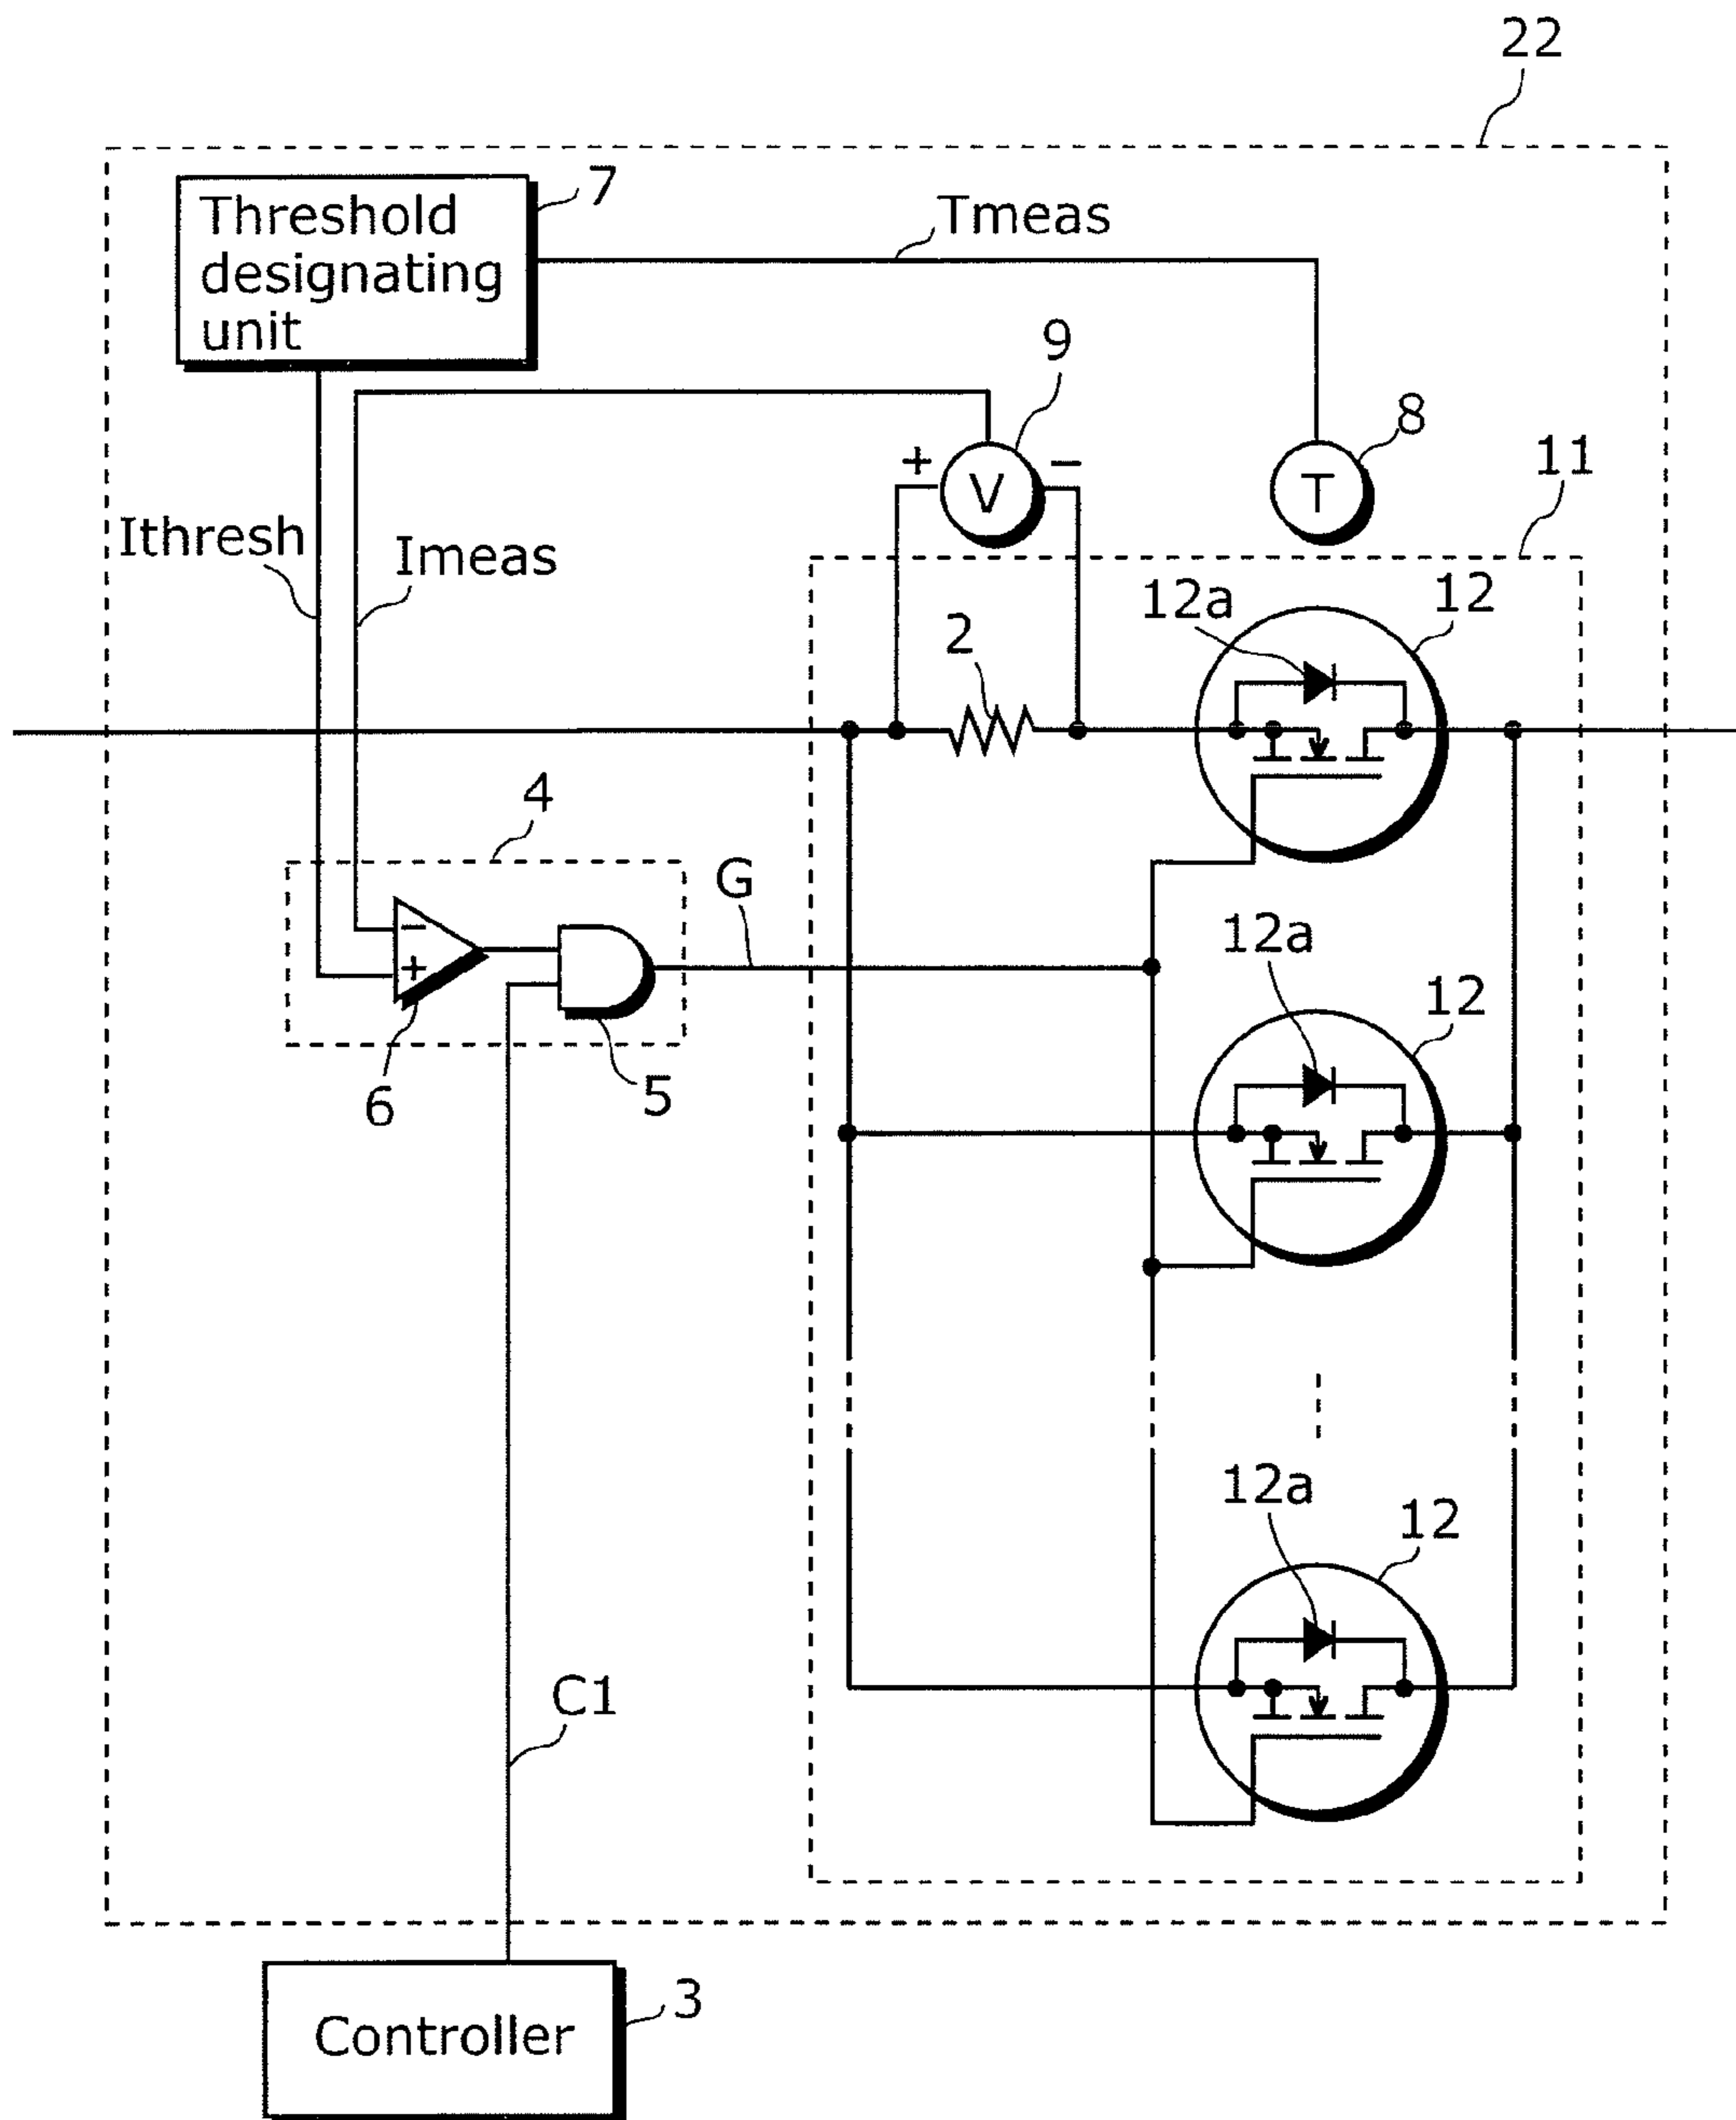 22
Threshold
designating
unit
7
Tmeas
9
8
11
+
−
V
T
Ithresh
Imeas
2
12a
12
4
G
12a
−
+
12
6
5
12a
12
C1
3
Controller